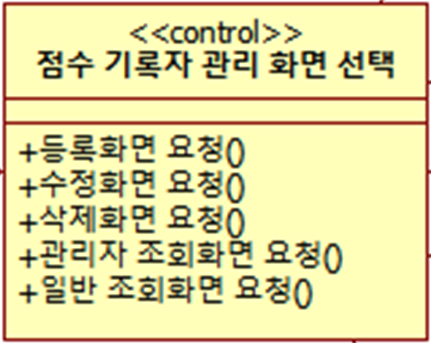 <<control>>
점수 기록자 관리 화면 선택
+등록화면 요청()
+수정화면 요청()
+삭제화면 요청()
+관리자 조회화면 요청()
+일반 조회화면 요청()